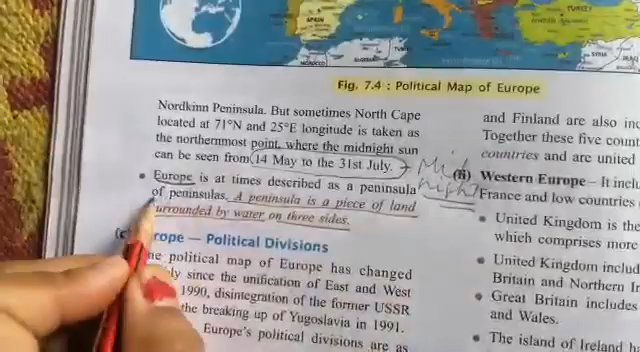 SPAIN
TURKEY
MOROCCO
SYRIA
Fig. 7.4 : Political Map of Europe
Nordkinn Peninsula. But sometimes North Cape
located at 71°N and 25°E longitude is taken as
the northernmost point, where the midnight sun
can be seen from 14 May to the 31st July.
Mid
night
Europe is at times described as a peninsula
of peninsulas. A peninsula is a piece of land
surrounded by water on three sides.
Europe – Political Divisions
political map of Europe has changed
since the unification of East and West
1990, disintegration of the former USSR
the breaking up of Yugoslavia in 1991.
Europe's political divisions are as
and Finland are also
Together these five
countries and are united
(ii) Western Europe – It
France and low countries
United Kingdom is the
which comprises more
United Kingdom
Britain and Northern
Great Britain includes
and Wales.
The island of Ireland